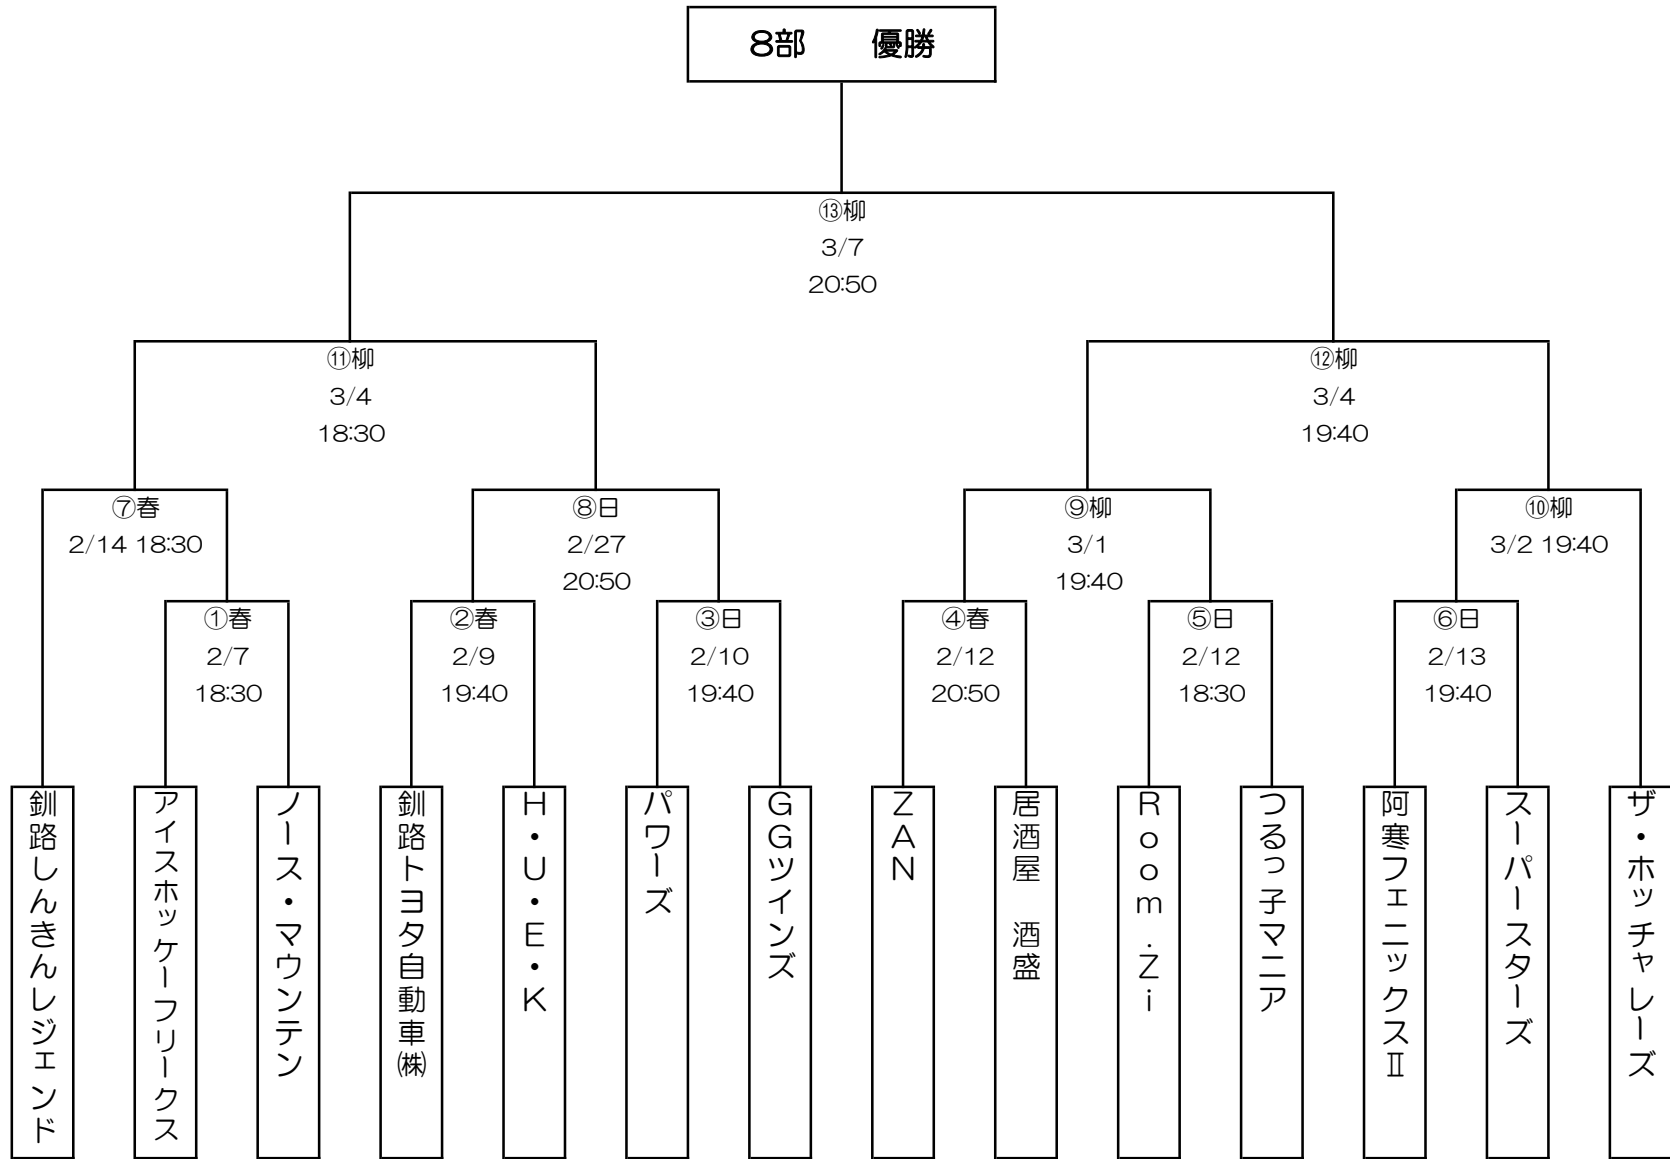 8部　優勝
⑬柳
3/7
20:50
⑪柳
3/4
18:30
⑫柳
3/4
19:40
⑦春
2/14 18:30
⑧日
2/27
20:50
⑨柳
3/1
19:40
⑩柳
3/2 19:40
①春
2/7
18:30
②春
2/9
19:40
③日
2/10
19:40
④春
2/12
20:50
⑤日
2/12
18:30
⑥日
2/13
19:40
釧路しんきんレジェンド
アイスホッケーフリークス
ノース・マウンテン
釧路トヨタ自動車㈱
H・U・E・K
パワーズ
GGツインズ
ZAN
居酒屋　酒盛
Room.Zi
つるっ子マニア
阿寒フェニックスⅡ
スーパースターズ
ザ・ホッチャレーズ